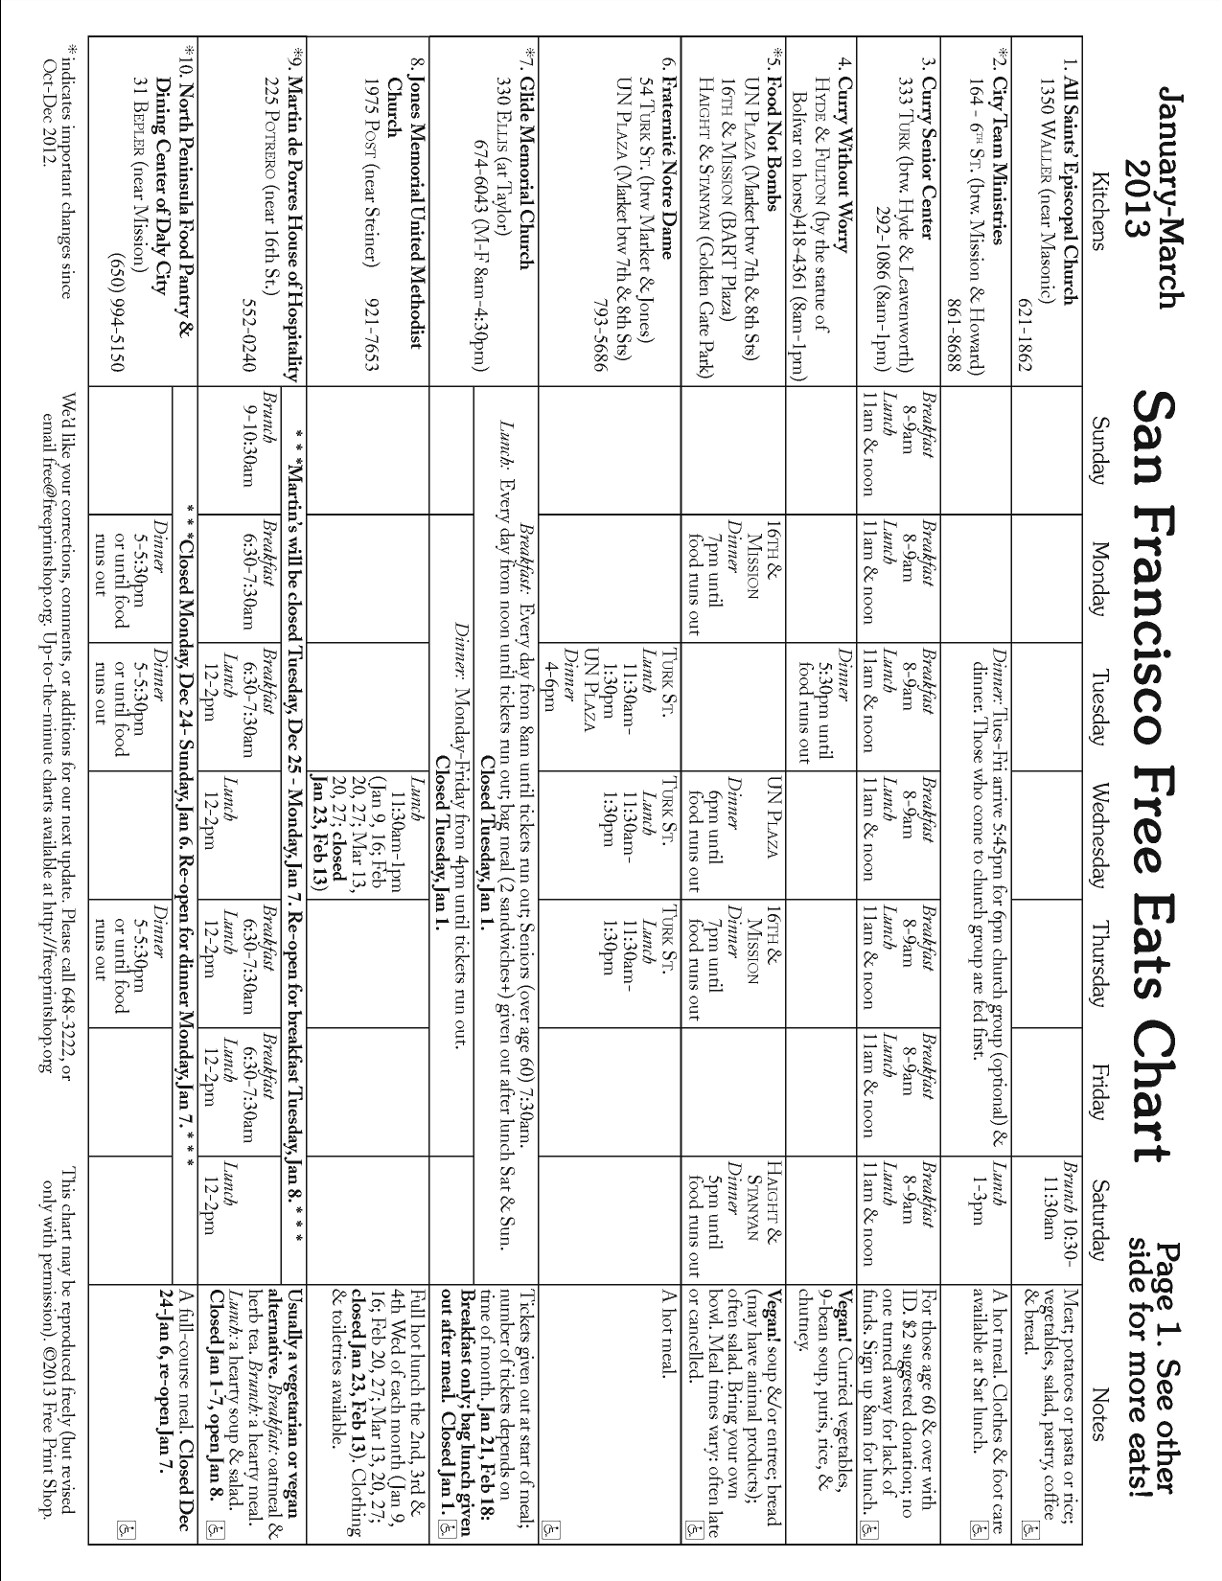 January-March
2013
San Francisco Free Eats Chart
Page 1. See other
side for more eats!
Kitchens
Sunday
Monday
Tuesday
Wednesday
Thursday
Friday
Saturday
Notes
1. All Saints' Episcopal Church
1350 WALLER (near Masonic)
621-1862
Brunch 10:30-
11:30am
Meat; potatoes or pasta or rice;
vegetables, salad, pastry, coffee
& bread.
*2. City Team Ministries
164 - 6TH ST. (btw. Mission & Howard)
861-8688
Dinner: Tues-Fri arrive 5:45pm for 6pm church group (optional) &
dinner. Those who come to church group are fed first.
Lunch
1-3pm
A hot meal. Clothes & foot care
available at Sat lunch.
3. Curry Senior Center
333 TURK (btw. Hyde & Leavenworth)
292-1086 (8am-1pm)
Breakfast
8-9am
Lunch
11am & noon
Breakfast
8-9am
Lunch
11am & noon
Breakfast
8-9am
Lunch
11am & noon
Breakfast
8-9am
Lunch
11am & noon
Breakfast
8-9am
Lunch
11am & noon
Breakfast
8-9am
Lunch
11am & noon
Breakfast
8-9am
Lunch
11am & noon
For those age 60 & over with
ID. $2 suggested donation; no
one turned away for lack of
funds. Sign up 8am for lunch.
4. Curry Without Worry
HYDE & FULTON (by the statue of
Bolívar on horse)418-4361 (8am-1pm)
Dinner
5:30pm until
food runs out
Vegan! Curried vegetables,
9-bean soup, puris, rice, &
chutney.
*5. Food Not Bombs
UN PLAZA (Market btw 7th & 8th Sts)
16TH & MISSION (BART Plaza)
HAIGHT & STANYAN (Golden Gate Park)
16TH &
MISSION
Dinner
7pm until
food runs out
UN PLAZA
Dinner
6pm until
food runs out
16TH &
MISSION
Dinner
7pm until
food runs out
HAIGHT &
STANYAN
Dinner
5pm until
food runs out
Vegan! soup &/or entree; bread
(may have animal products);
often salad. Bring your own
bowl. Meal times vary: often late
or cancelled.
6. Fraternité Notre Dame
54 TURK ST. (btw Market & Jones)
UN PLAZA (Market btw 7th & 8th Sts)
793-5686
TURK ST.
Lunch
11:30am-
1:30pm
UN PLAZA
Dinner
4-6pm
TURK ST.
Lunch
11:30am-
1:30pm
TURK ST.
Lunch
11:30am-
1:30pm
A hot meal.
*7. Glide Memorial Church
330 ELLIS (at Taylor)
674-6043 (M-F 8am-4:30pm)
Breakfast: Every day from 8am until tickets run out; Seniors (over age 60) 7:30am.
Lunch: Every day from noon until tickets run out; bag meal (2 sandwiches+) given out after lunch Sat & Sun.
Closed Tuesday, Jan 1.
Dinner: Monday-Friday from 4pm until tickets run out.
Closed Tuesday, Jan 1.
Tickets given out at start of meal;
number of tickets depends on
time of month. Jan 21, Feb 18:
Breakfast only; bag lunch given
out after meal. Closed Jan 1.
8. Jones Memorial United Methodist
Church
1975 POST (near Steiner) 921-7653
Lunch
11:30am-1pm
(Jan 9, 16; Feb
20, 27; Mar 13,
20, 27; closed
Jan 23, Feb 13)
Full hot lunch the 2nd, 3rd &
4th Wed of each month (Jan 9,
16; Feb 20, 27; Mar 13, 20, 27;
closed Jan 23, Feb 13). Clothing
& toiletries available.
*9. Martin de Porres House of Hospitality
225 POTRERO (near 16th St.)
552-0240
* * *Martin's will be closed Tuesday, Dec 25 - Monday, Jan 7. Re-open for breakfast Tuesday, Jan 8. * * *
Brunch
9-10:30am
Breakfast
6:30-7:30am
Breakfast
6:30-7:30am
Lunch
12-2pm
Lunch
12-2pm
Breakfast
6:30-7:30am
Lunch
12-2pm
Breakfast
6:30-7:30am
Lunch
12-2pm
Lunch
12-2pm
Usually a vegetarian or vegan
alternative. Breakfast: oatmeal &
herb tea. Brunch: a hearty meal.
Lunch: a hearty soup & salad.
Closed Jan 1-7, open Jan 8.
*10. North Peninsula Food Pantry &
Dining Center of Daly City
31 BEPLER (near Mission)
(650) 994-5150
* * *Closed Monday, Dec 24- Sunday, Jan 6. Re-open for dinner Monday, Jan 7. * * *
Dinner
5-5:30pm
or until food
runs out
Dinner
5-5:30pm
or until food
runs out
Dinner
5-5:30pm
or until food
runs out
A full-course meal. Closed Dec
24-Jan 6, re-open Jan 7.
* indicates important changes since
Oct-Dec 2012.
We'd like your corrections, comments, or additions for our next update. Please call 648-3222, or
email free@freeprintshop.org. Up-to-the-minute charts available at http://freeprintshop.org
This chart may be reproduced freely (but revised
only with permission). ©2013 Free Print Shop.